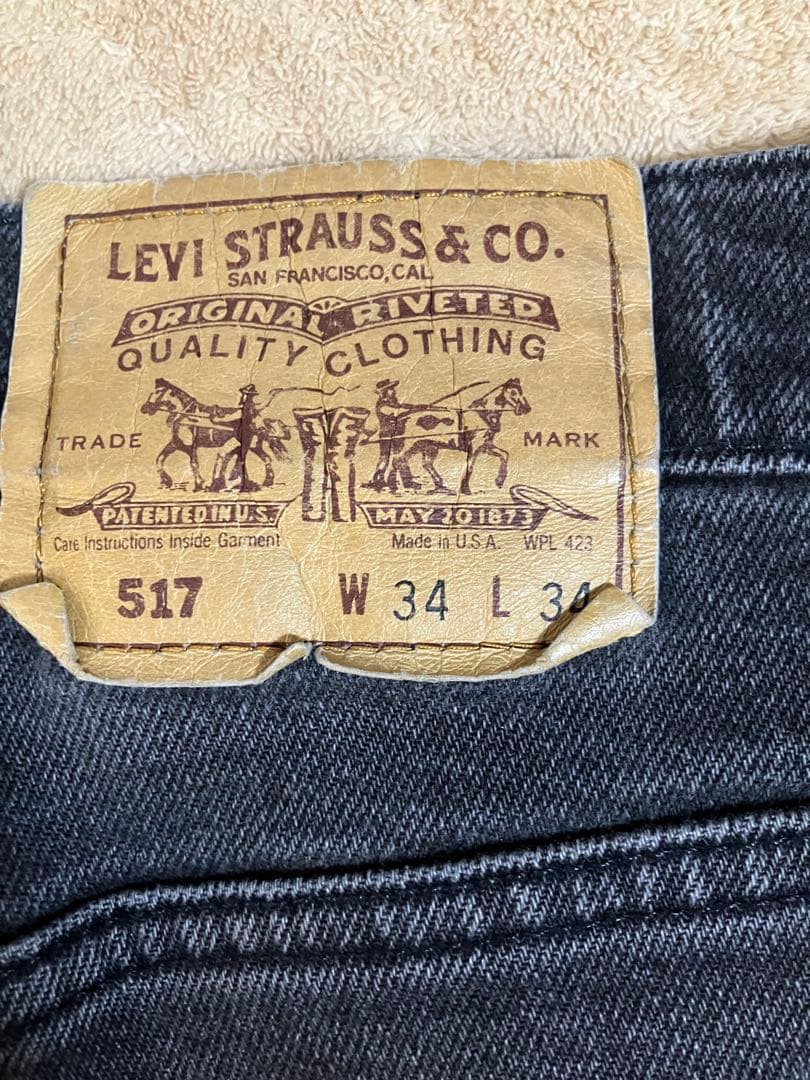 LEVI STRAUSS & CO.
SAN FRANCISCO, CAL.
ORIGINAL RIVETED
QUALITY CLOTHING
TRADE MARK
PATENTED IN U.S. MAY 20 1873
Care Instructions Inside Garment Made in U.S.A. WPL 423
517 W 34 L 34